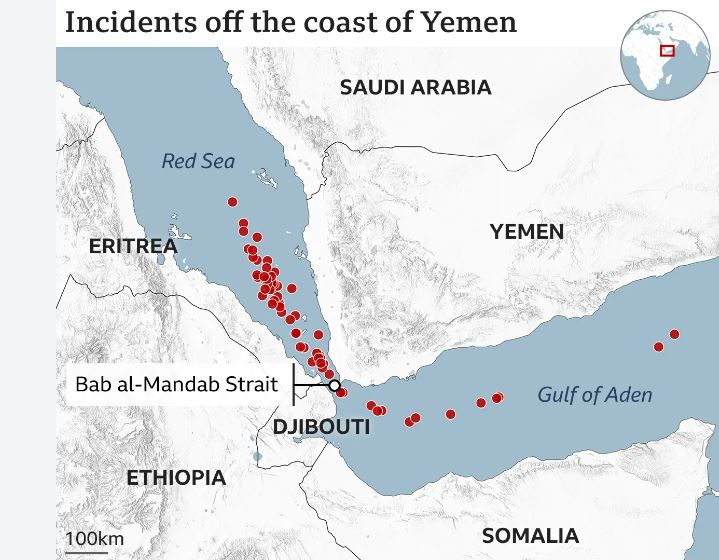 Incidents off the coast of Yemen
SAUDI ARABIA
Red Sea
YEMEN
ERITREA
Bab al-Mandab Strait
Gulf of Aden
DJIBOUTI
ETHIOPIA
SOMALIA
100km